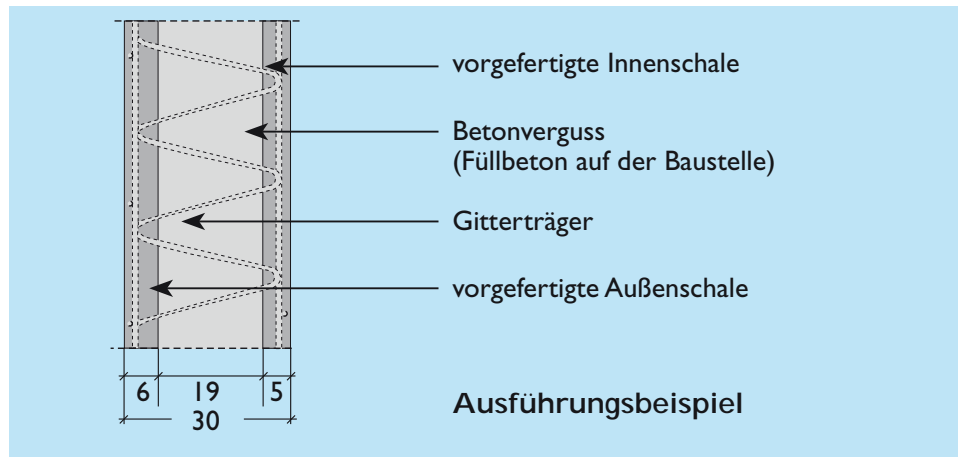 vorgefertigte Innenschale
Betonverguss
(Füllbeton auf der Baustelle)
Gitterträger
vorgefertigte Außenschale
6 19 5
30
Ausführungsbeispiel